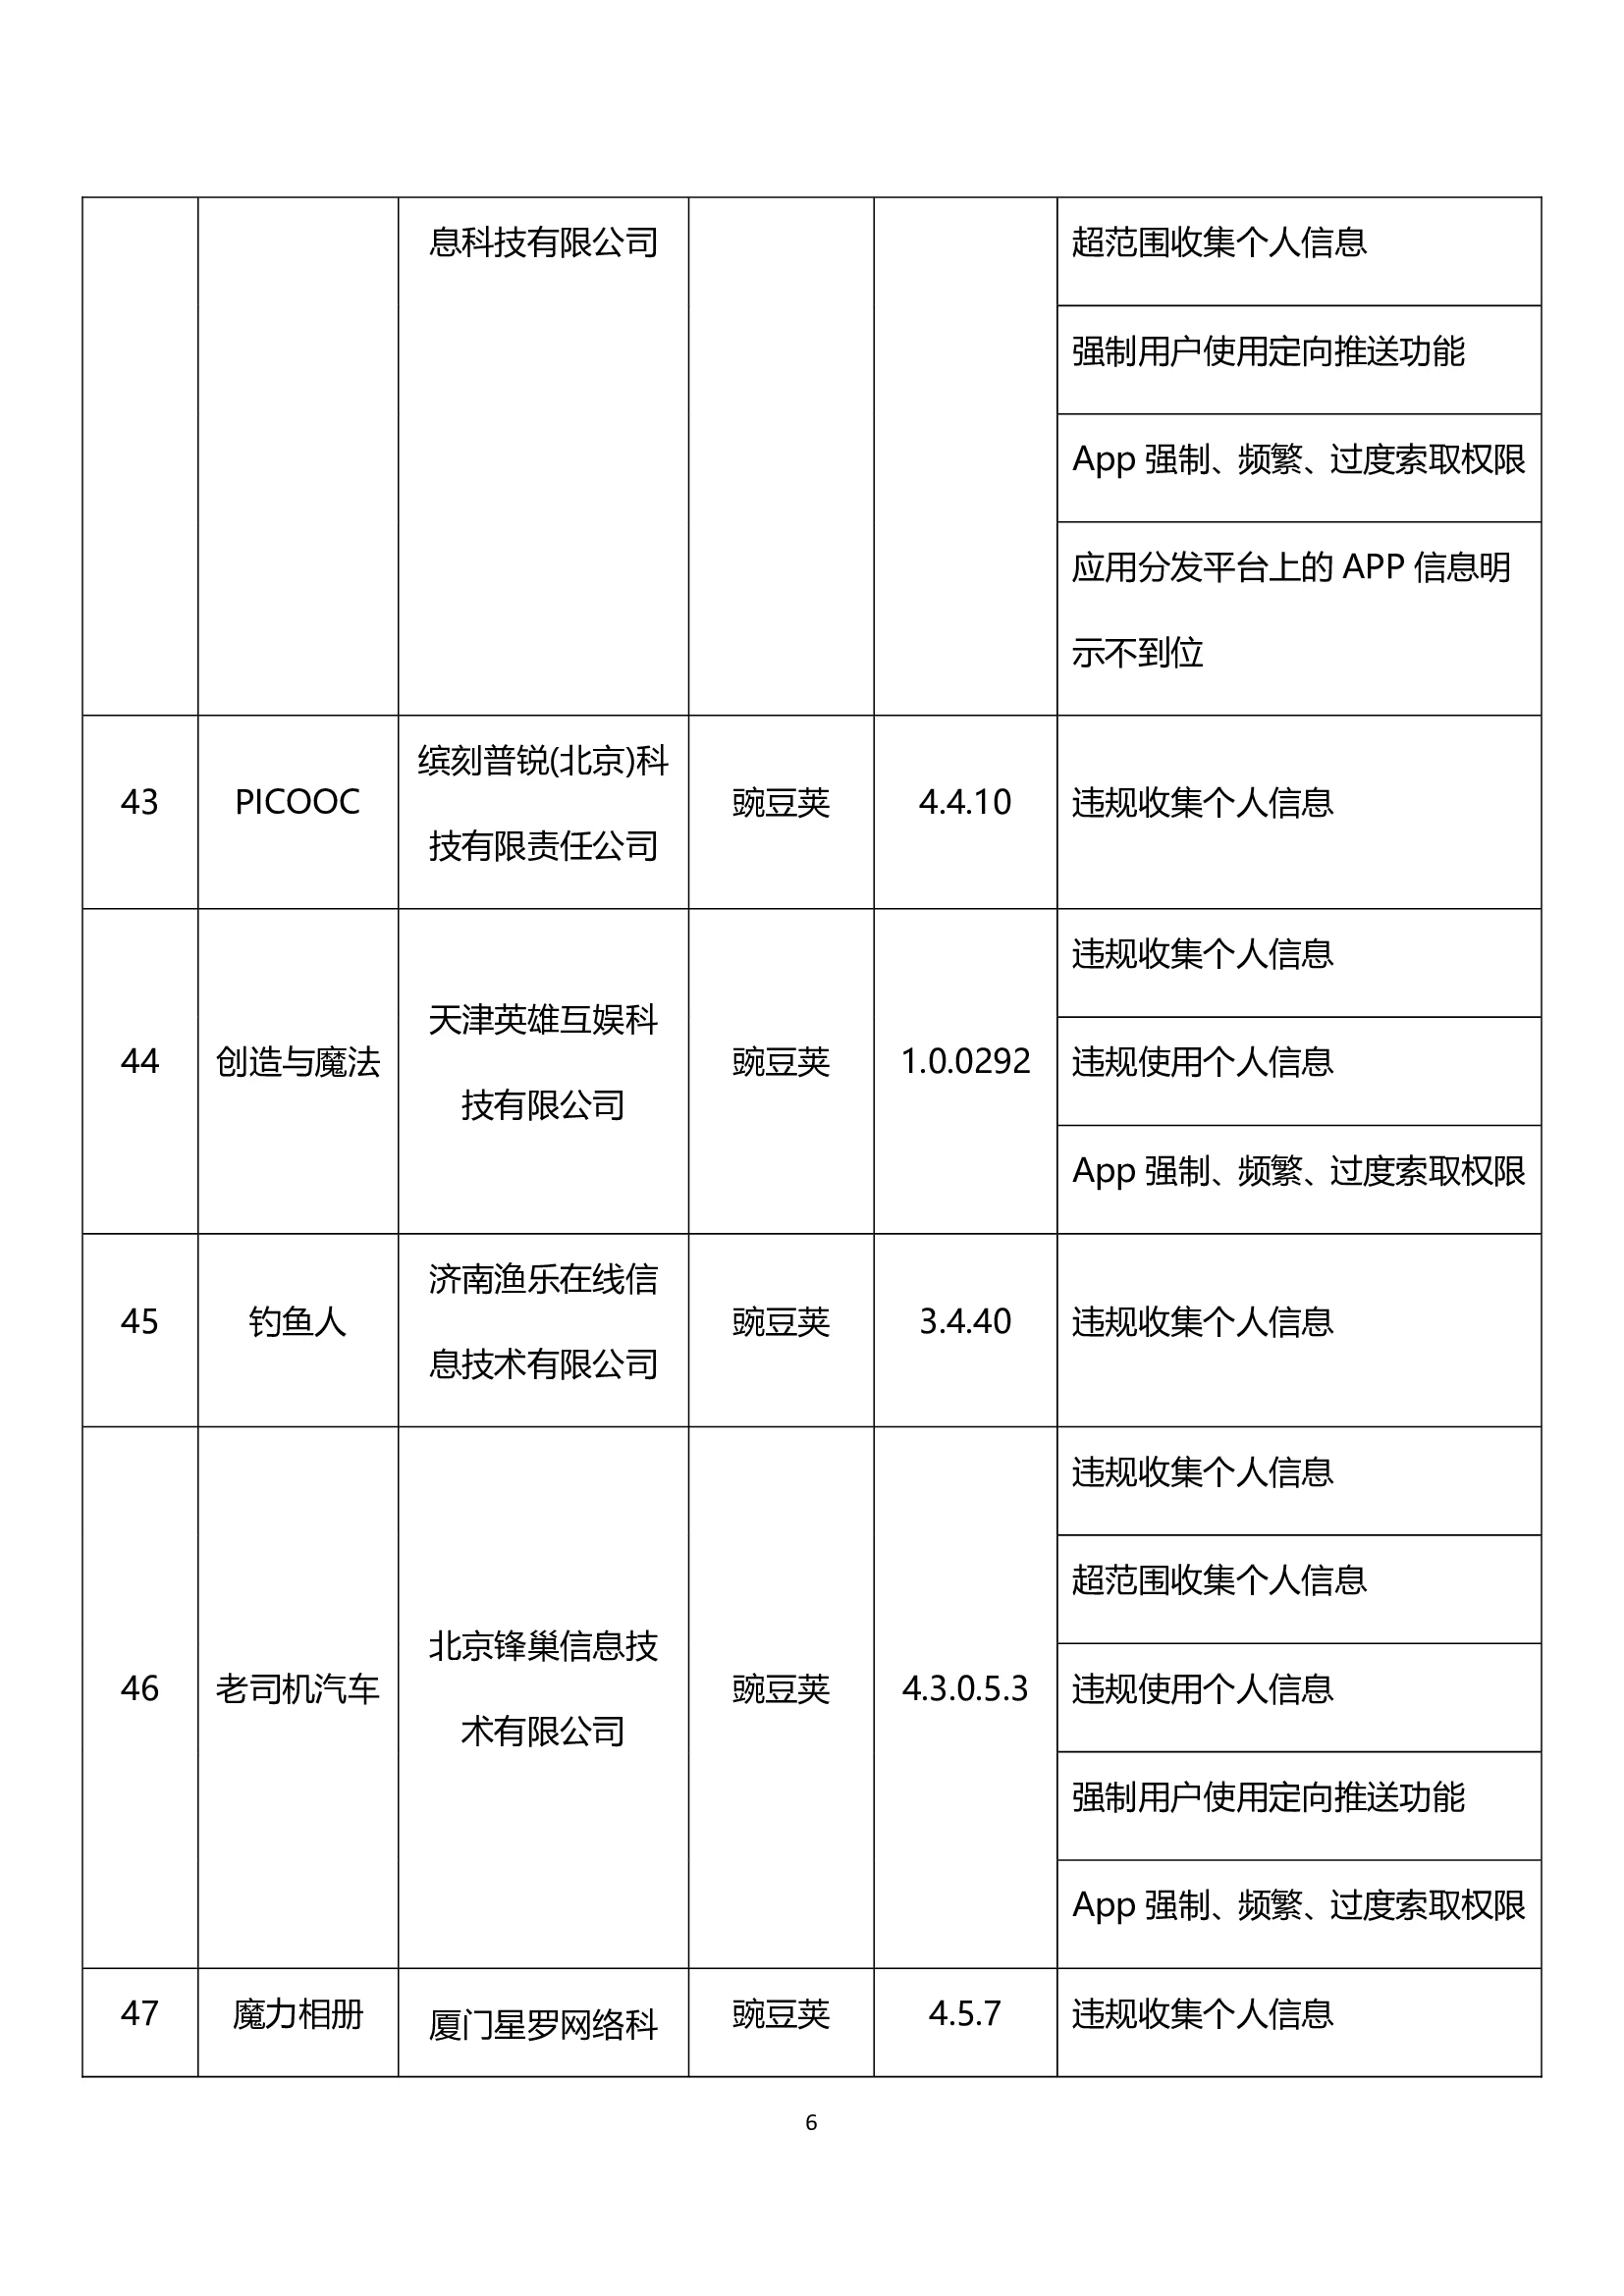 息科技有限公司
超范围收集个人信息
强制用户使用定向推送功能
App 强制、频繁、过度索取权限
应用分发平台上的 APP 信息明
示不到位
43
PICOOC
缤刻普锐(北京)科
技有限责任公司
豌豆荚
4.4.10
违规收集个人信息
44
创造与魔法
天津英雄互娱科
技有限公司
豌豆荚
1.0.0292
违规收集个人信息
违规使用个人信息
App 强制、频繁、过度索取权限
45
钓鱼人
济南渔乐在线信
息技术有限公司
豌豆荚
3.4.40
违规收集个人信息
46
老司机汽车
北京锋巢信息技
术有限公司
豌豆荚
4.3.0.5.3
违规收集个人信息
超范围收集个人信息
违规使用个人信息
强制用户使用定向推送功能
App 强制、频繁、过度索取权限
47
魔力相册
厦门星罗网络科
豌豆荚
4.5.7
违规收集个人信息
6